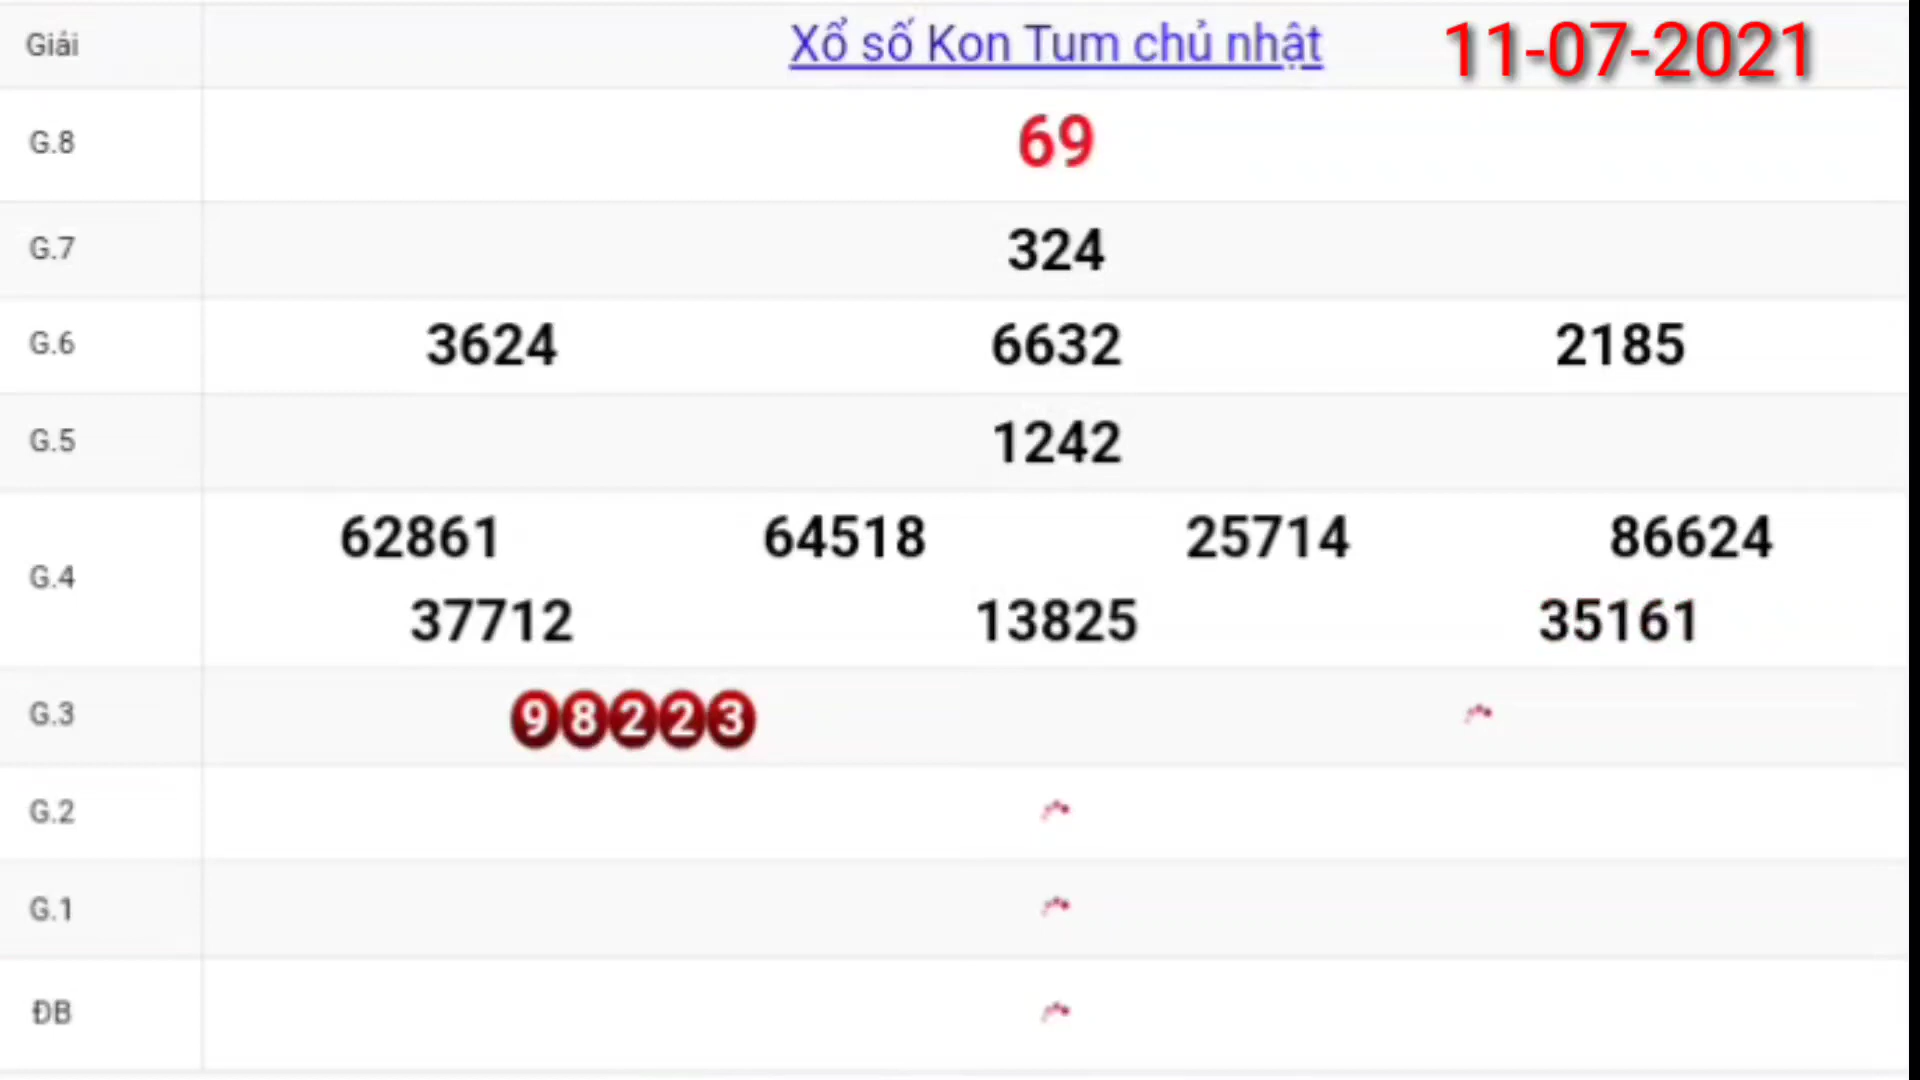 Giải Xổ số Kon Tum chủ nhật 11-07-2021
G.8 69
G.7 324
G.6 3624 6632 2185
G.5 1242
G.4 62861 64518 25714 86624
37712 13825 35161
G.3 98223
G.2
G.1
ĐB